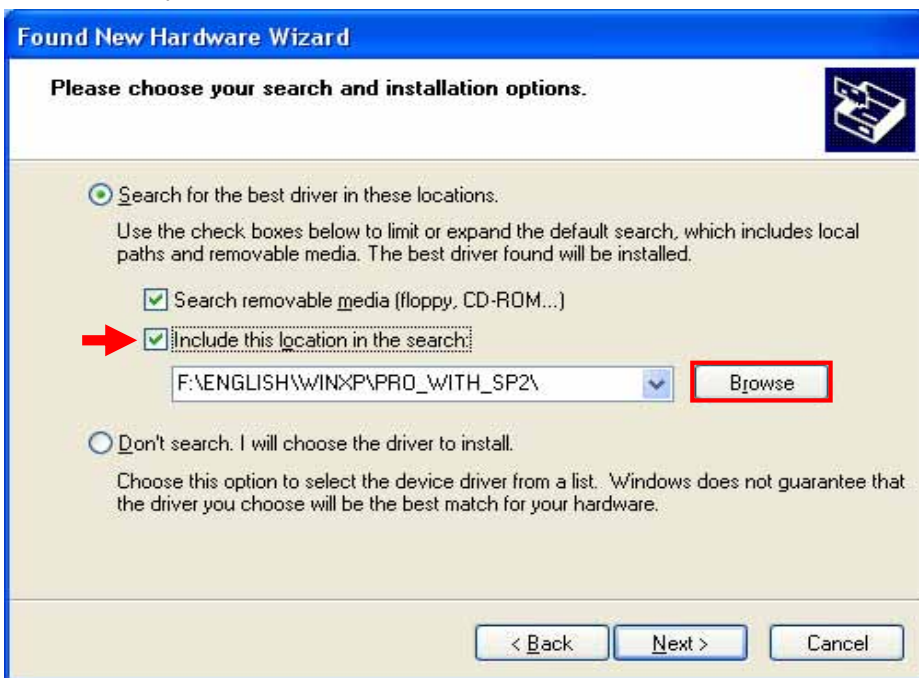 Found New Hardware Wizard
Please choose your search and installation options.
Search for the best driver in these locations.
Use the check boxes below to limit or expand the default search, which includes local
paths and removable media. The best driver found will be installed.
Search removable media (floppy, CD-ROM...)
Include this location in the search:
F:\ENGLISH\WINXP\PRO_WITH_SP2\
Browse
Don't search. I will choose the driver to install.
Choose this option to select the device driver from a list. Windows does not guarantee that
the driver you choose will be the best match for your hardware.
< Back Next > Cancel